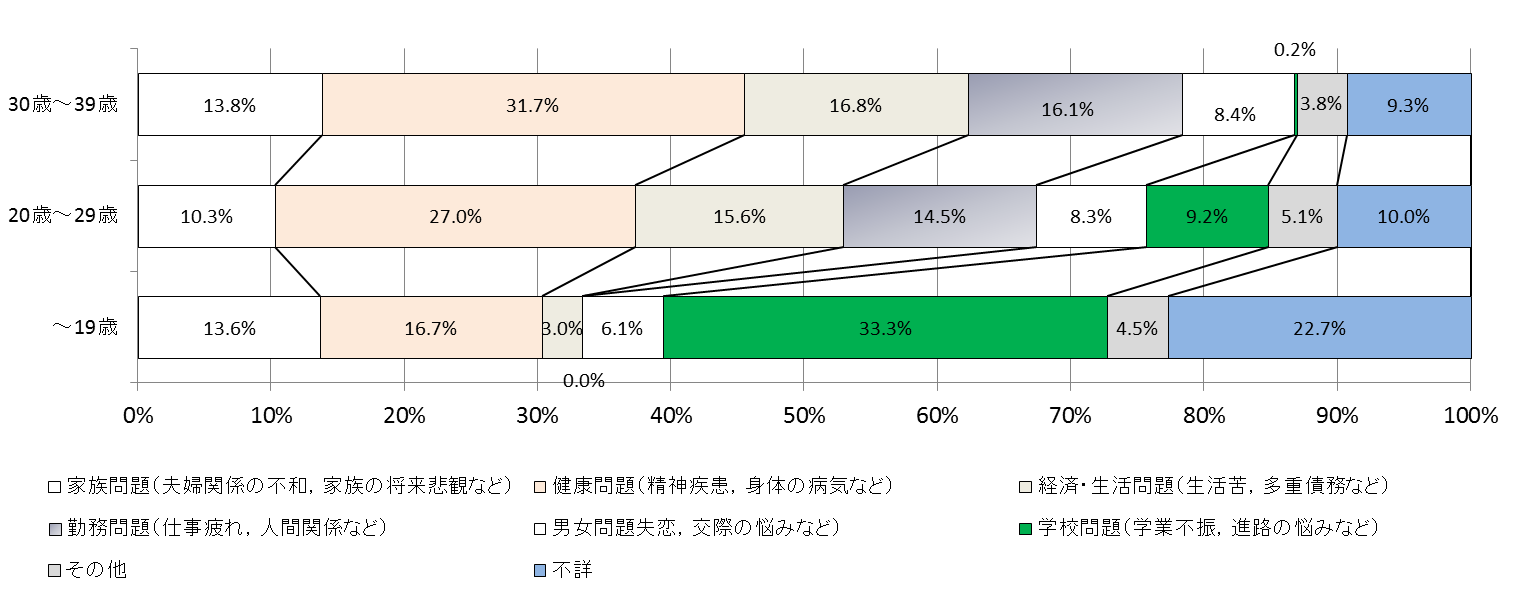 0.2%
30歳～39歳 13.8% 31.7% 16.8% 16.1% 8.4% 3.8% 9.3%
20歳～29歳 10.3% 27.0% 15.6% 14.5% 8.3% 9.2% 5.1% 10.0%
～19歳 13.6% 16.7% 3.0% 6.1% 33.3% 4.5% 22.7%
0.0%
0% 10% 20% 30% 40% 50% 60% 70% 80% 90% 100%
家族問題（夫婦関係の不和，家族の将来悲観など） 健康問題（精神疾患，身体の病気など） 経済・生活問題（生活苦，多重債務など）
勤務問題（仕事疲れ，人間関係など） 男女問題失恋，交際の悩みなど） 学校問題（学業不振，進路の悩みなど）
その他 不詳